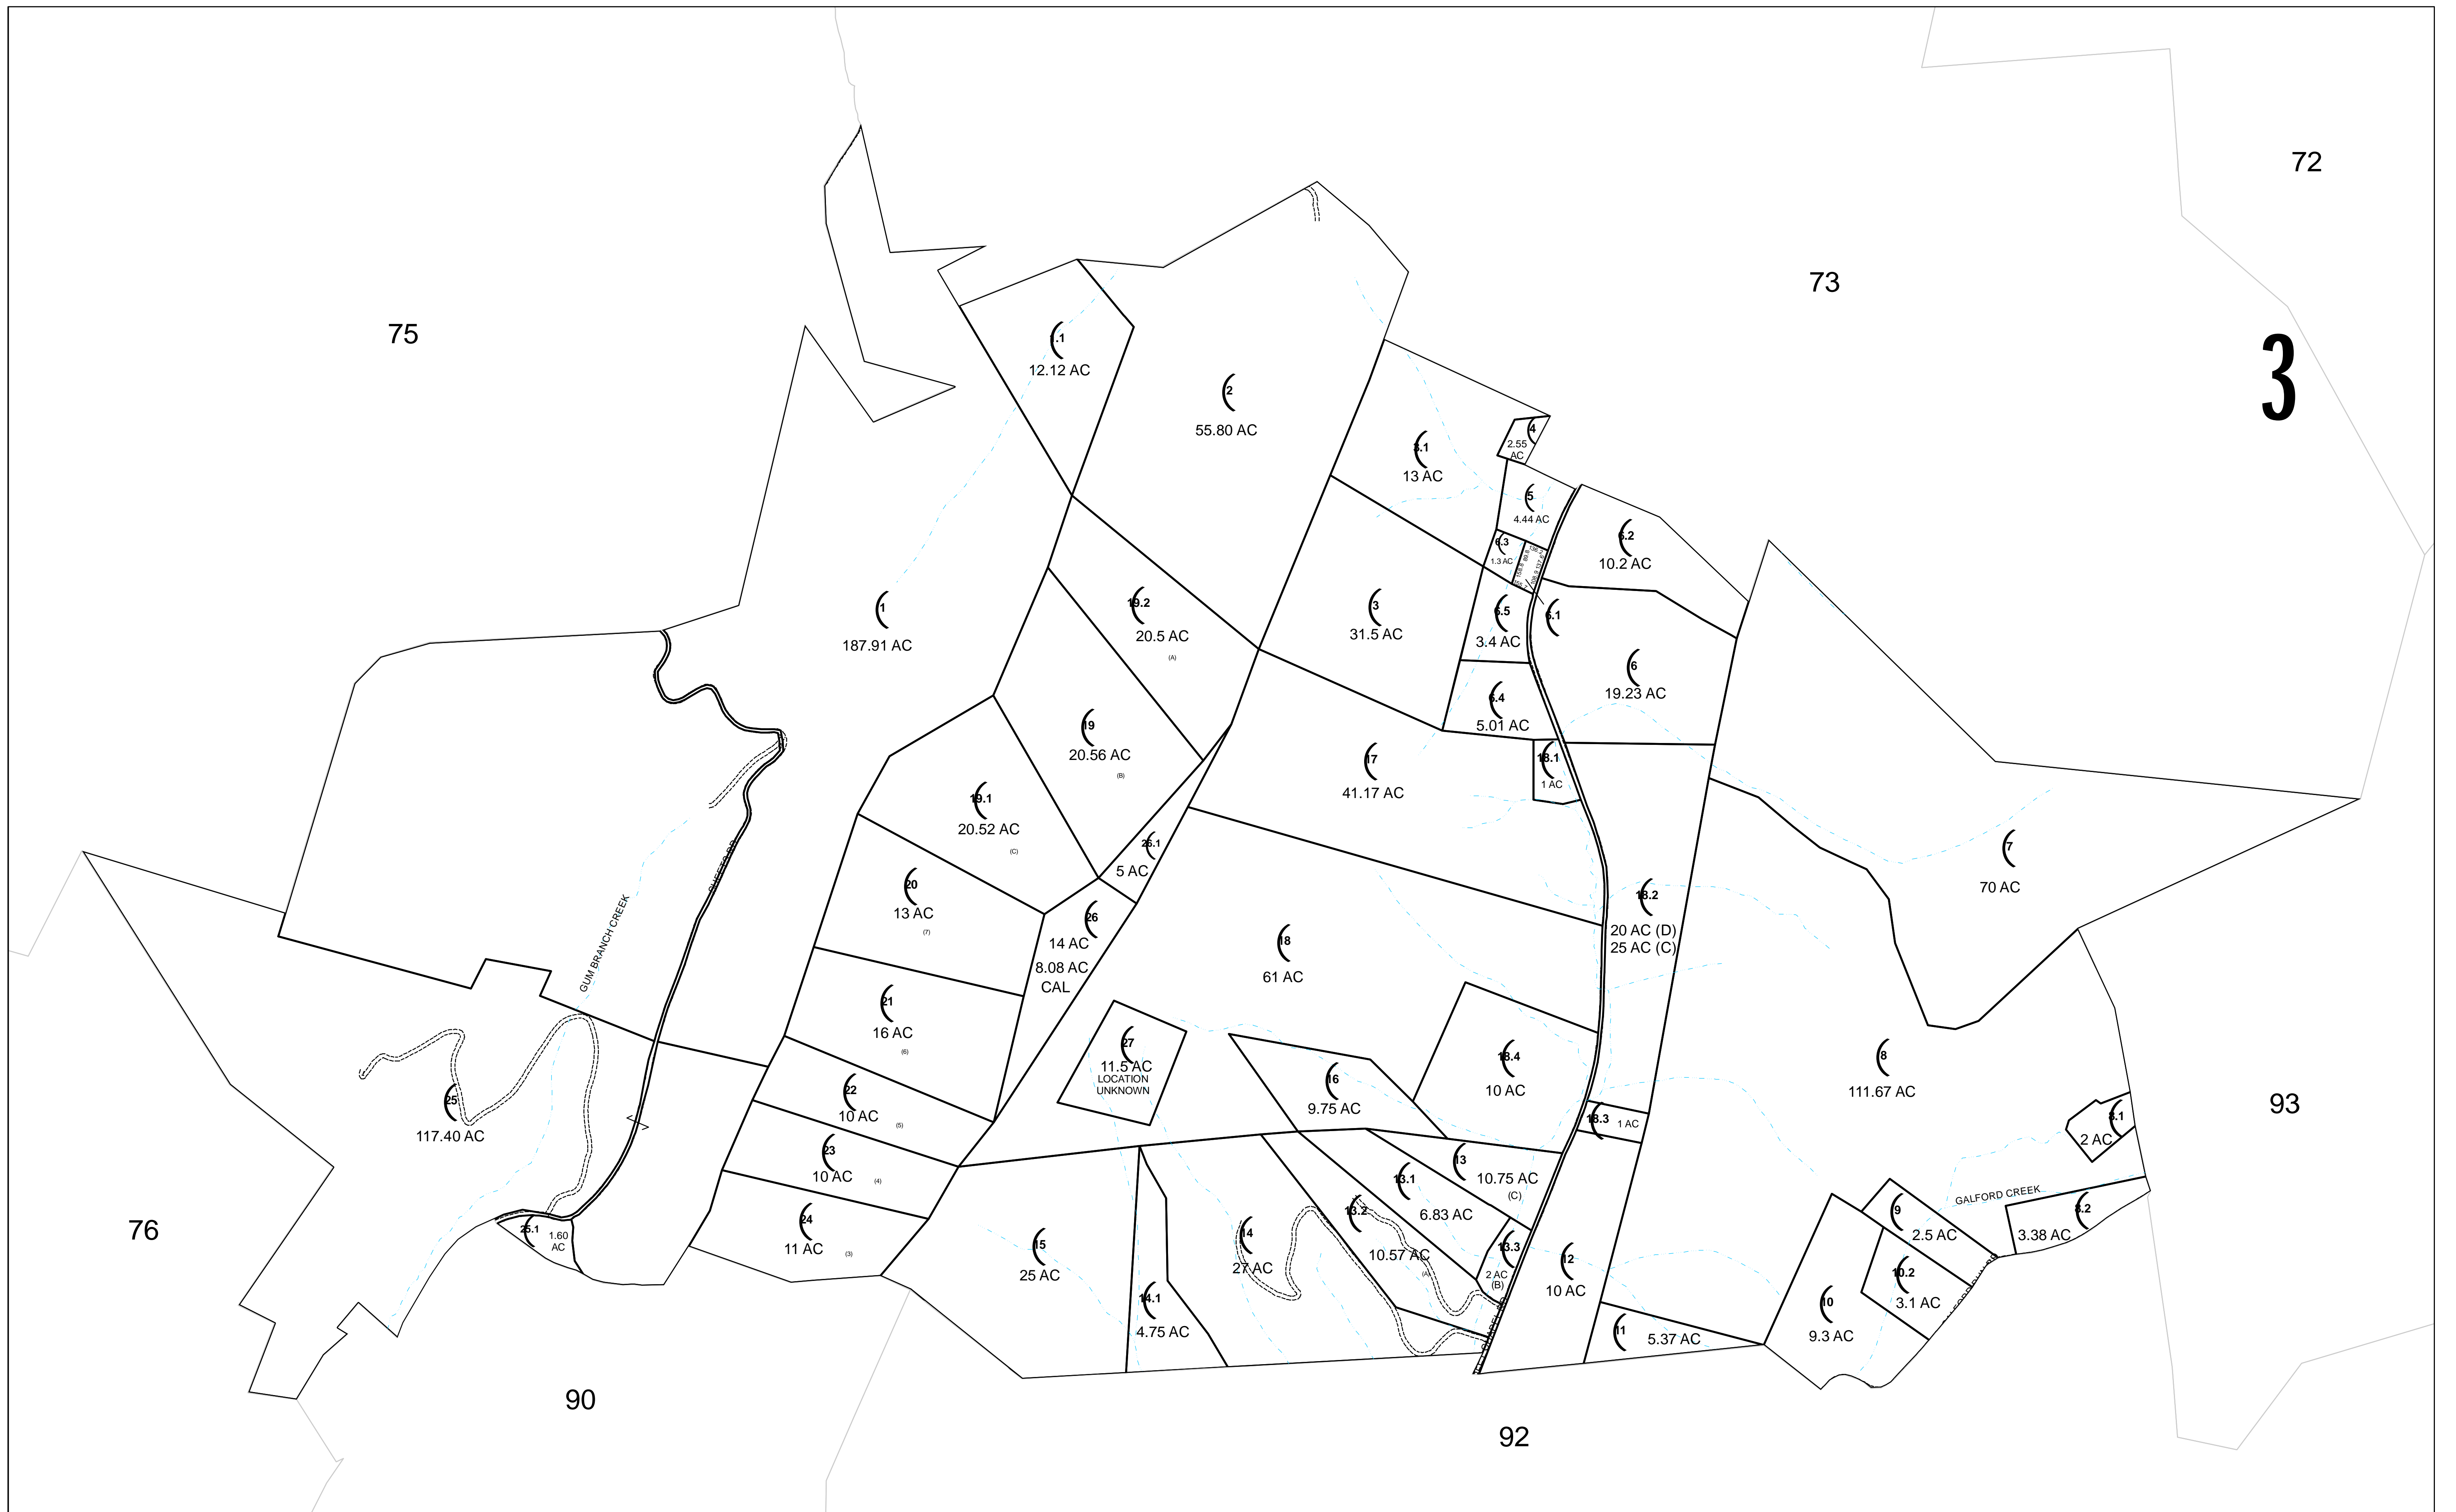 72
73
75
3
1.1
12.12 AC
2
55.80 AC
4
2.55
AC
3.1
13 AC
5
4.44 AC
6.2
10.2 AC
6.3
1.3 AC
1
187.91 AC
19.2
20.5 AC
(A)
3
31.5 AC
6.5
3.4 AC
6.1
6
19.23 AC
6.4
5.01 AC
19
20.56 AC
(B)
17
41.17 AC
18.1
1 AC
19.1
20.52 AC
(C)
26.1
5 AC
7
70 AC
20
13 AC
(7)
26
14 AC
8.08 AC
CAL
18.2
20 AC (D)
25 AC (C)
18
61 AC
GUM BRANCH CREEK
21
16 AC
(6)
27
11.5 AC
LOCATION
UNKNOWN
18.4
10 AC
8
111.67 AC
93
22
10 AC
(5)
16
9.75 AC
18.3
1 AC
8.1
2 AC
25
117.40 AC
23
10 AC
(4)
13
10.75 AC
(C)
13.1
6.83 AC
GALFORD CREEK
76
25.1
1.60
AC
24
11 AC
(3)
15
25 AC
14
27 AC
13.2
10.57 AC
(A)
13.3
2 AC
(B)
12
10 AC
9
2.5 AC
8.2
3.38 AC
14.1
4.75 AC
11
5.37 AC
10
9.3 AC
10.2
3.1 AC
90
92